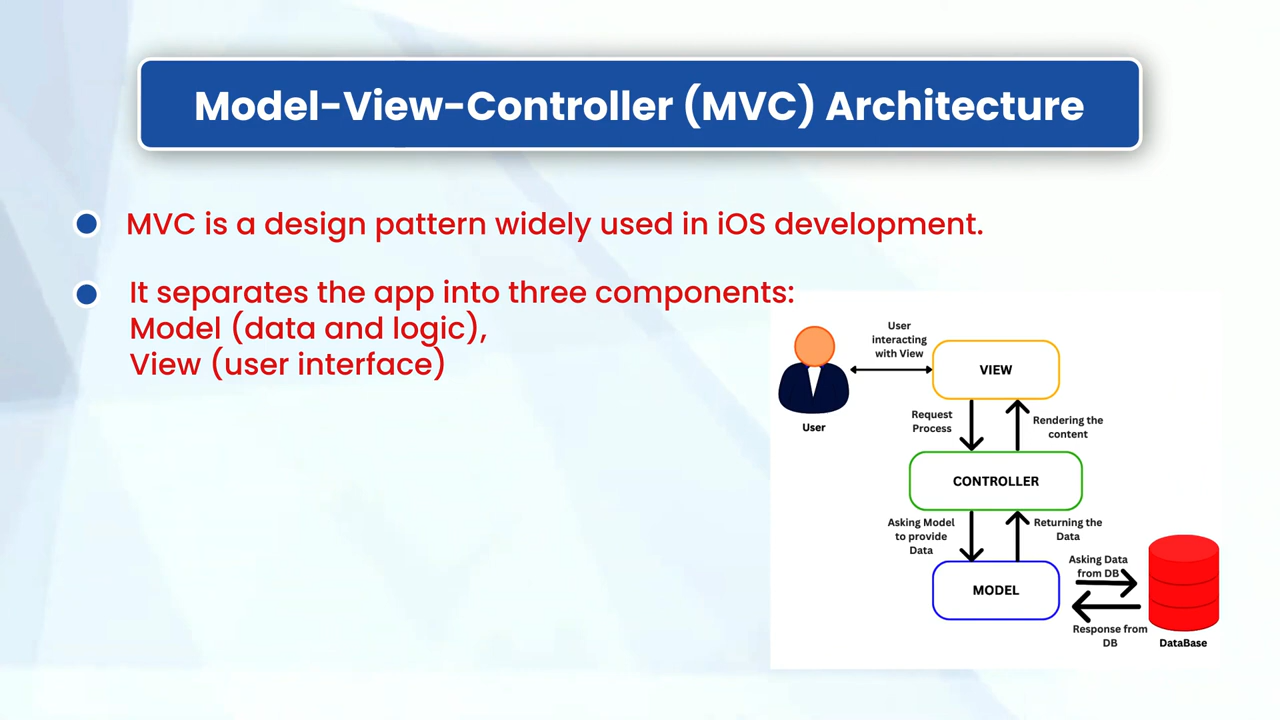 Model-View-Controller (MVC) Architecture
MVC is a design pattern widely used in iOS development.
It separates the app into three components:
Model (data and logic),
View (user interface)
User
interacting
with View
VIEW
User
Request
Process
Rendering the
content
CONTROLLER
Asking Model
to provide
Data
Returning the
Data
Asking Data
from DB
MODEL
Response from
DB
DataBase